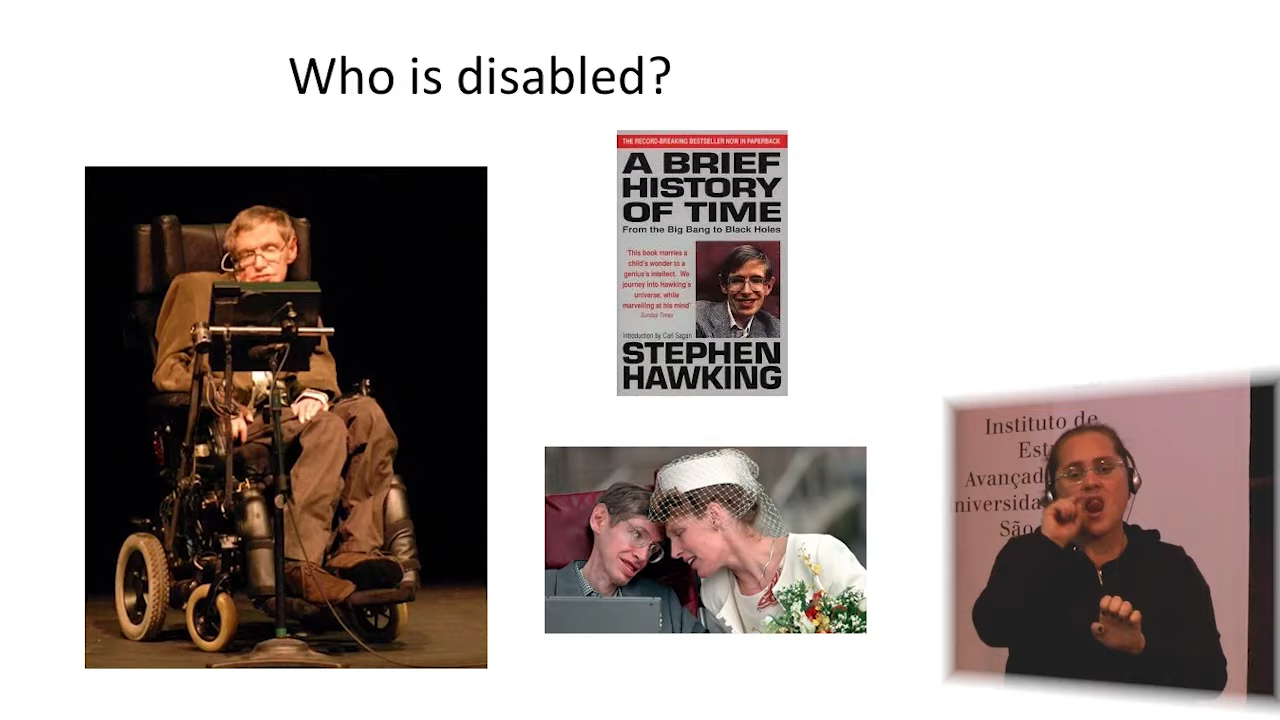 Who is disabled?
THE RECORD-BREAKING BESTSELLER NOW IN PAPERBACK
A BRIEF
HISTORY
OF TIME
From the Big Bang to Black Holes
'This book marries a
child's wonder to a
genius's intellect. We
journey into Hawking's
universe, while
marvelling at his mind'
Sunday Times
Introduction by Carl Sagan
STEPHEN
HAWKING
Instituto de
Est
Avançad
niversida
São